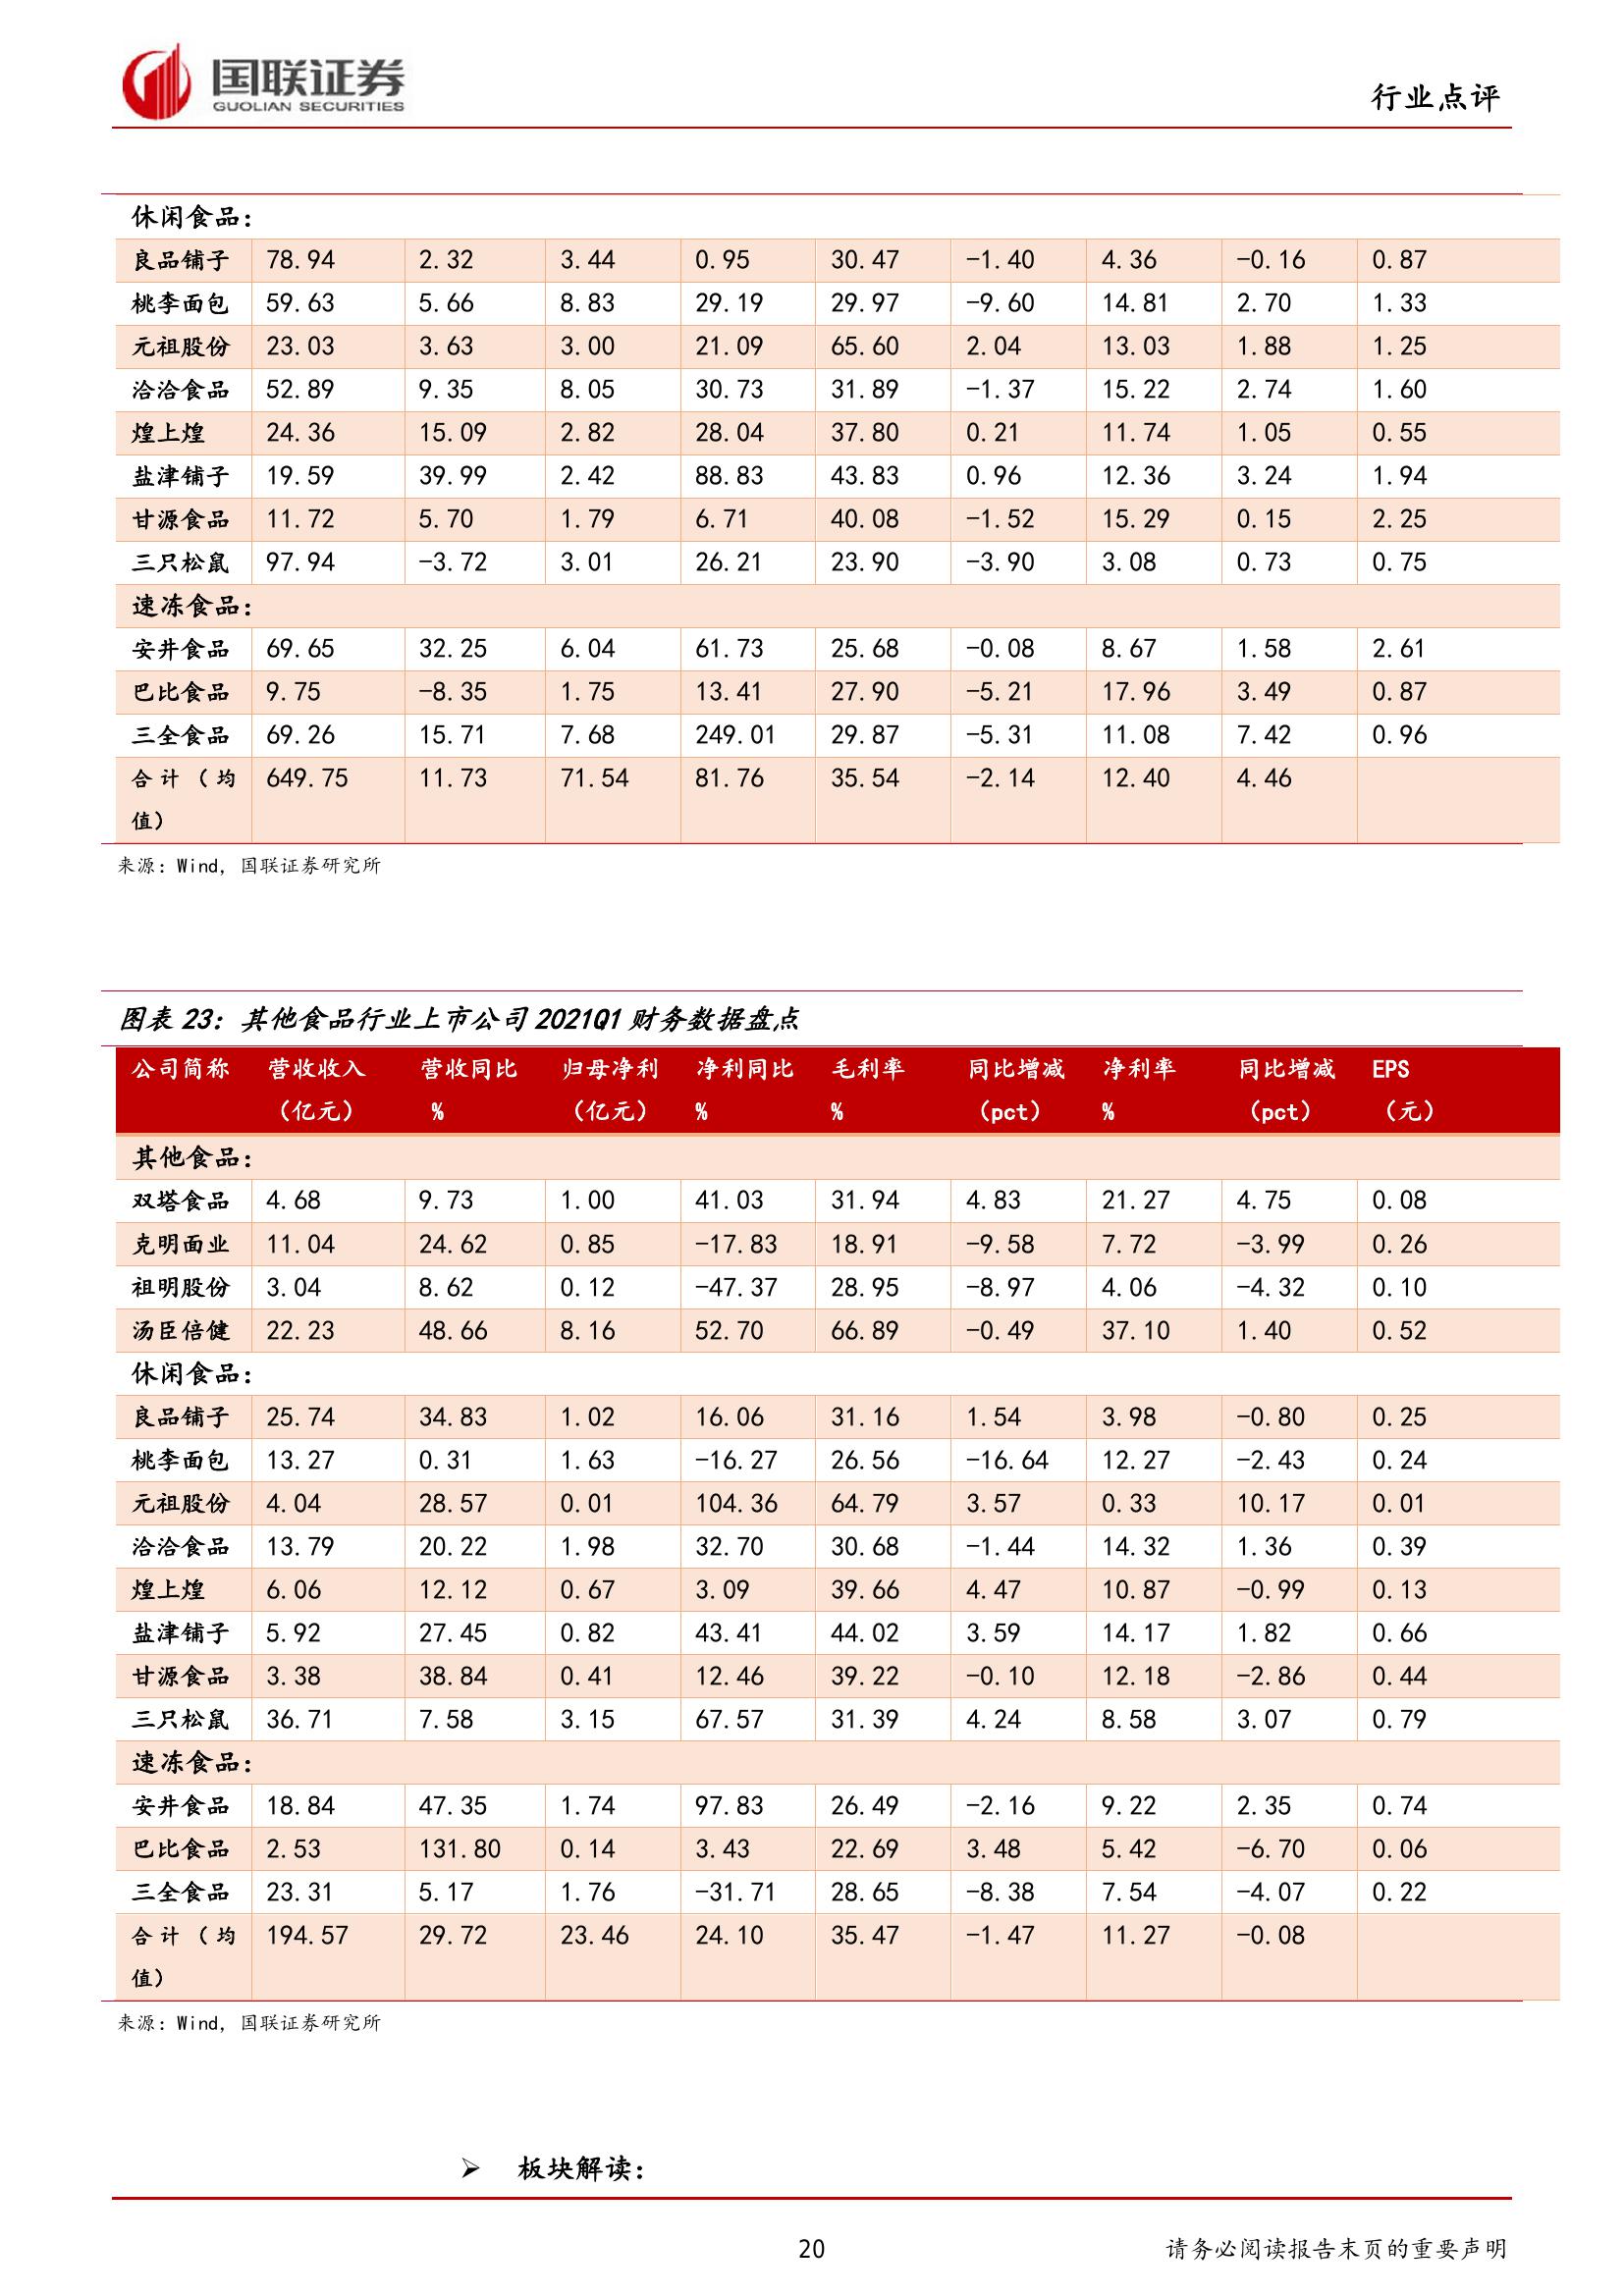 国联证券
GUOLIAN SECURITIES
行业点评
休闲食品：
良品铺子 78.94 2.32 3.44 0.95 30.47 -1.40 4.36 -0.16 0.87
桃李面包 59.63 5.66 8.83 29.19 29.97 -9.60 14.81 2.70 1.33
元祖股份 23.03 3.63 3.00 21.09 65.60 2.04 13.03 1.88 1.25
洽洽食品 52.89 9.35 8.05 30.73 31.89 -1.37 15.22 2.74 1.60
煌上煌 24.36 15.09 2.82 28.04 37.80 0.21 11.74 1.05 0.55
盐津铺子 19.59 39.99 2.42 88.83 43.83 0.96 12.36 3.24 1.94
甘源食品 11.72 5.70 1.79 6.71 40.08 -1.52 15.29 0.15 2.25
三只松鼠 97.94 -3.72 3.01 26.21 23.90 -3.90 3.08 0.73 0.75
速冻食品：
安井食品 69.65 32.25 6.04 61.73 25.68 -0.08 8.67 1.58 2.61
巴比食品 9.75 -8.35 1.75 13.41 27.90 -5.21 17.96 3.49 0.87
三全食品 69.26 15.71 7.68 249.01 29.87 -5.31 11.08 7.42 0.96
合计（均 649.75 11.73 71.54 81.76 35.54 -2.14 12.40 4.46
值）
来源：Wind，国联证券研究所
图表 23：其他食品行业上市公司 2021Q1 财务数据盘点
公司简称 营收收入 营收同比 归母净利 净利同比 毛利率 同比增减 净利率 同比增减 EPS
（亿元） % （亿元） % % （pct） % （pct） （元）
其他食品：
双塔食品 4.68 9.73 1.00 41.03 31.94 4.83 21.27 4.75 0.08
克明面业 11.04 24.62 0.85 -17.83 18.91 -9.58 7.72 -3.99 0.26
祖明股份 3.04 8.62 0.12 -47.37 28.95 -8.97 4.06 -4.32 0.10
汤臣倍健 22.23 48.66 8.16 52.70 66.89 -0.49 37.10 1.40 0.52
休闲食品：
良品铺子 25.74 34.83 1.02 16.06 31.16 1.54 3.98 -0.80 0.25
桃李面包 13.27 0.31 1.63 -16.27 26.56 -16.64 12.27 -2.43 0.24
元祖股份 4.04 28.57 0.01 104.36 64.79 3.57 0.33 10.17 0.01
洽洽食品 13.79 20.22 1.98 32.70 30.68 -1.44 14.32 1.36 0.39
煌上煌 6.06 12.12 0.67 3.09 39.66 4.47 10.87 -0.99 0.13
盐津铺子 5.92 27.45 0.82 43.41 44.02 3.59 14.17 1.82 0.66
甘源食品 3.38 38.84 0.41 12.46 39.22 -0.10 12.18 -2.86 0.44
三只松鼠 36.71 7.58 3.15 67.57 31.39 4.24 8.58 3.07 0.79
速冻食品：
安井食品 18.84 47.35 1.74 97.83 26.49 -2.16 9.22 2.35 0.74
巴比食品 2.53 131.80 0.14 3.43 22.69 3.48 5.42 -6.70 0.06
三全食品 23.31 5.17 1.76 -31.71 28.65 -8.38 7.54 -4.07 0.22
合计（均 194.57 29.72 23.46 24.10 35.47 -1.47 11.27 -0.08
值）
来源：Wind，国联证券研究所
➢ 板块解读：
20 请务必阅读报告末页的重要声明